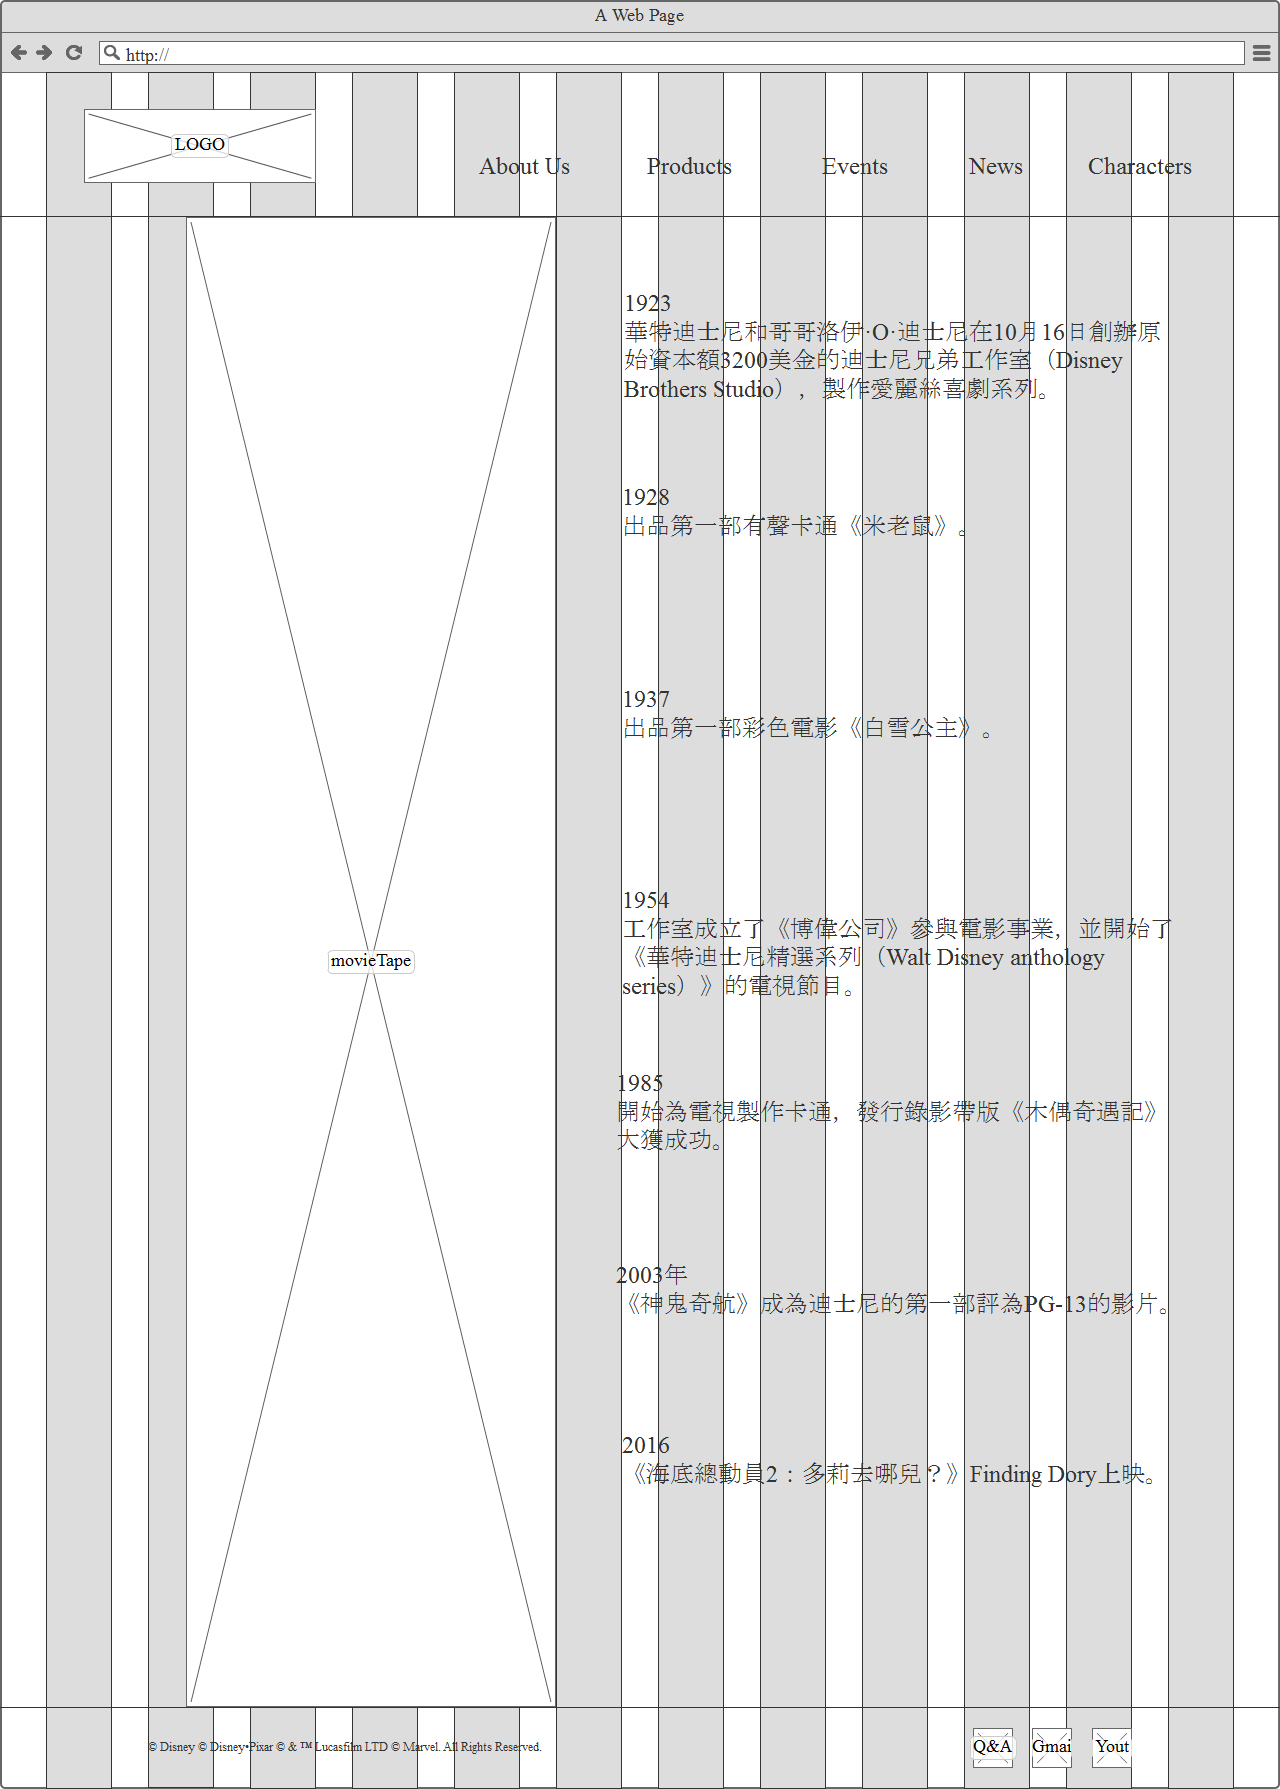 A Web Page
http://
LOGO
About Us
Products
Events
News
Characters
1923
華特迪士尼和哥哥洛伊·O·迪士尼在10月16日創辦原
始資本額3200美金的迪士尼兄弟工作室（Disney
Brothers Studio），製作愛麗絲喜劇系列。
1928
出品第一部有聲卡通《米老鼠》。
1937
出品第一部彩色電影《白雪公主》。
1954
工作室成立了《博偉公司》參與電影事業，並開始了
《華特迪士尼精選系列（Walt Disney anthology
series）》的電視節目。
movieTape
1985
開始為電視製作卡通，發行錄影帶版《木偶奇遇記》
大獲成功。
2003年
《神鬼奇航》成為迪士尼的第一部評為PG-13的影片。
2016
《海底總動員2：多莉去哪兒？》Finding Dory上映。
© Disney © Disney•Pixar © & ™ Lucasfilm LTD © Marvel. All Rights Reserved.
Q&A
Gmai
Yout